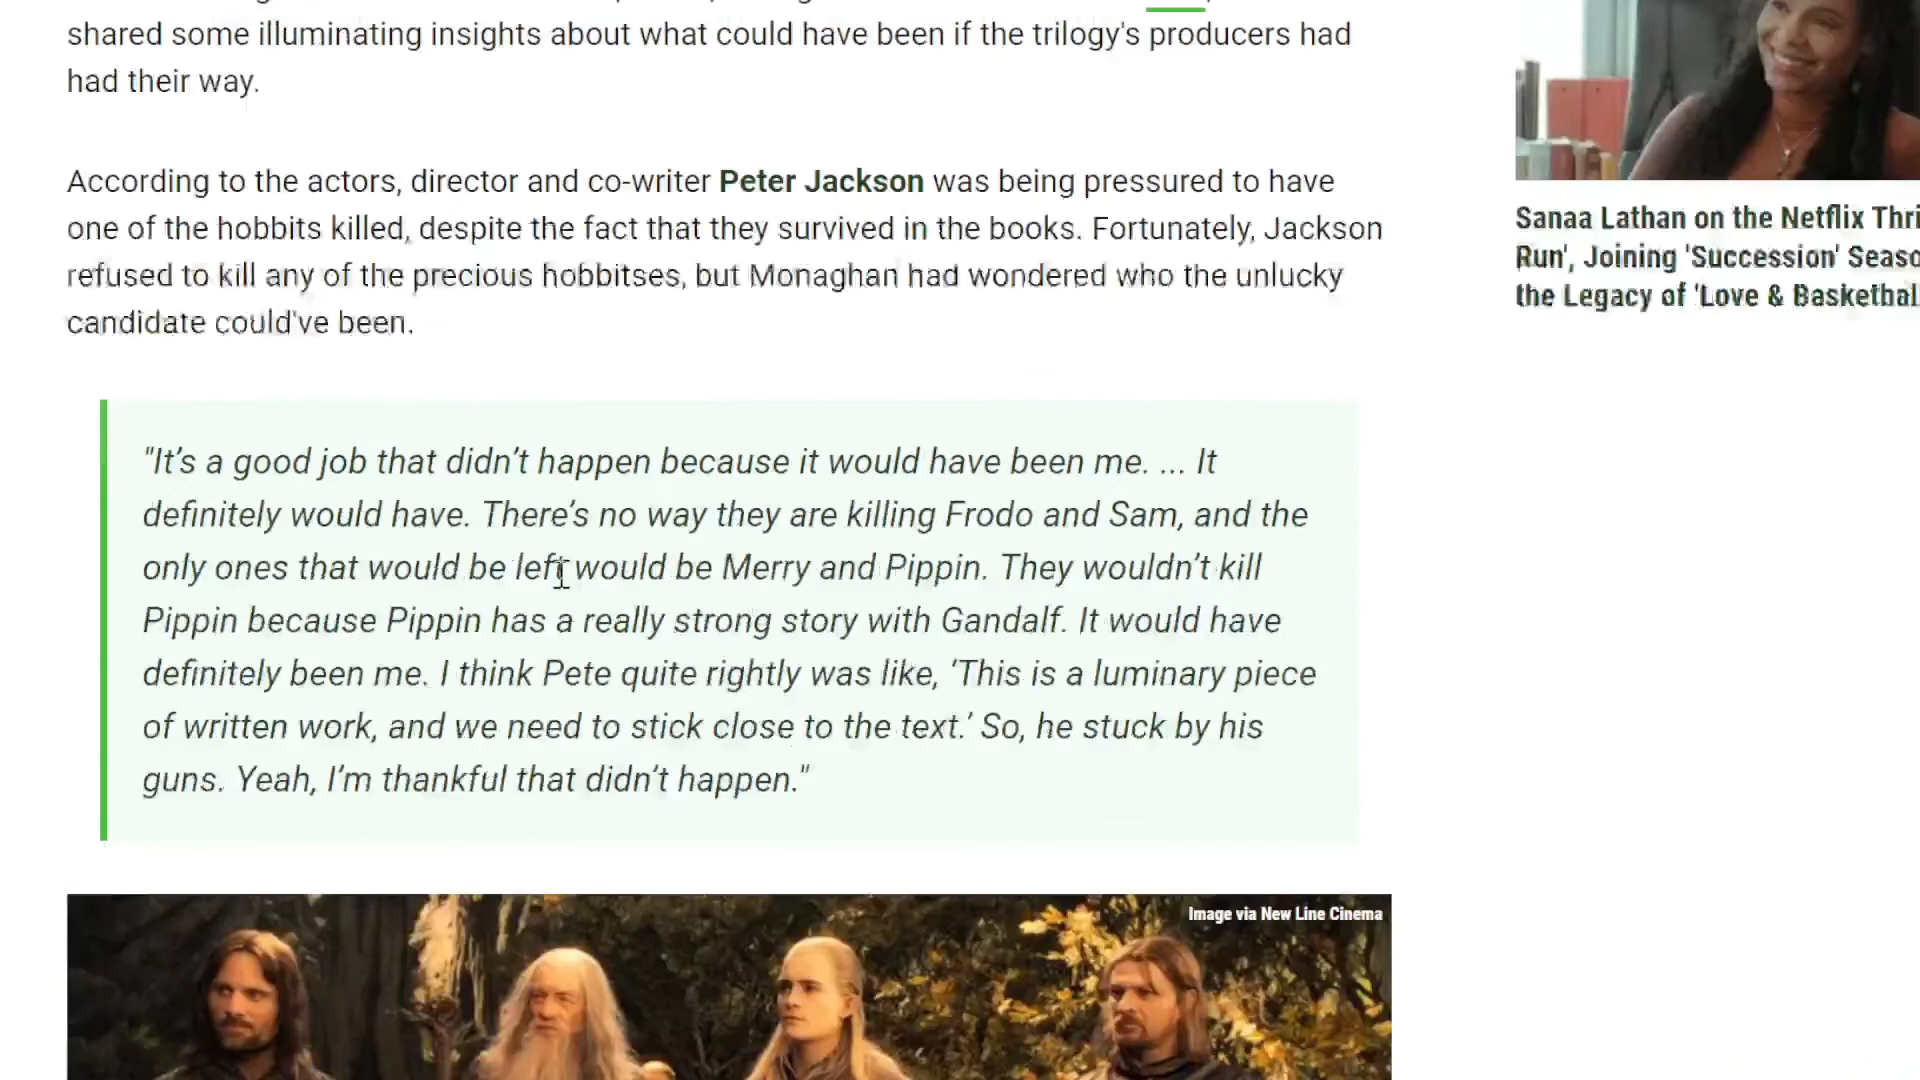 shared some illuminating insights about what could have been if the trilogy's producers had
had their way.
According to the actors, director and co-writer Peter Jackson was being pressured to have
one of the hobbits killed, despite the fact that they survived in the books. Fortunately, Jackson
refused to kill any of the precious hobbitses, but Monaghan had wondered who the unlucky
candidate could've been.
"It’s a good job that didn’t happen because it would have been me. ... It
definitely would have. There’s no way they are killing Frodo and Sam, and the
only ones that would be left would be Merry and Pippin. They wouldn’t kill
Pippin because Pippin has a really strong story with Gandalf. It would have
definitely been me. I think Pete quite rightly was like, ‘This is a luminary piece
of written work, and we need to stick close to the text.’ So, he stuck by his
guns. Yeah, I’m thankful that didn’t happen."
Image via New Line Cinema
Sanaa Lathan on the Netflix Thri
Run', Joining 'Succession' Seaso
the Legacy of 'Love & Basketbal